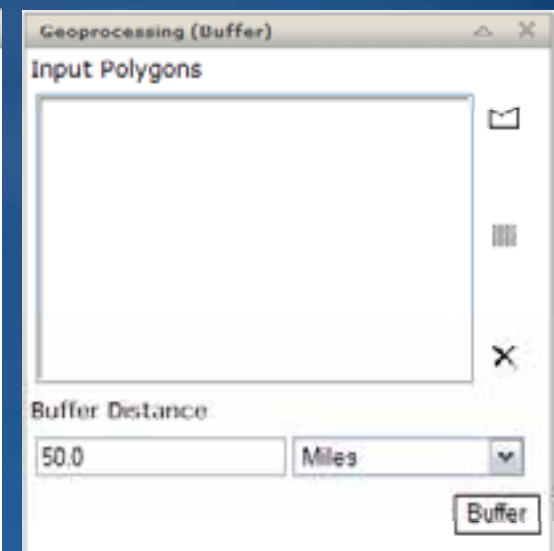 Geoprocessing (Buffer)
Input Polygons
Buffer Distance
50.0 Miles
Buffer